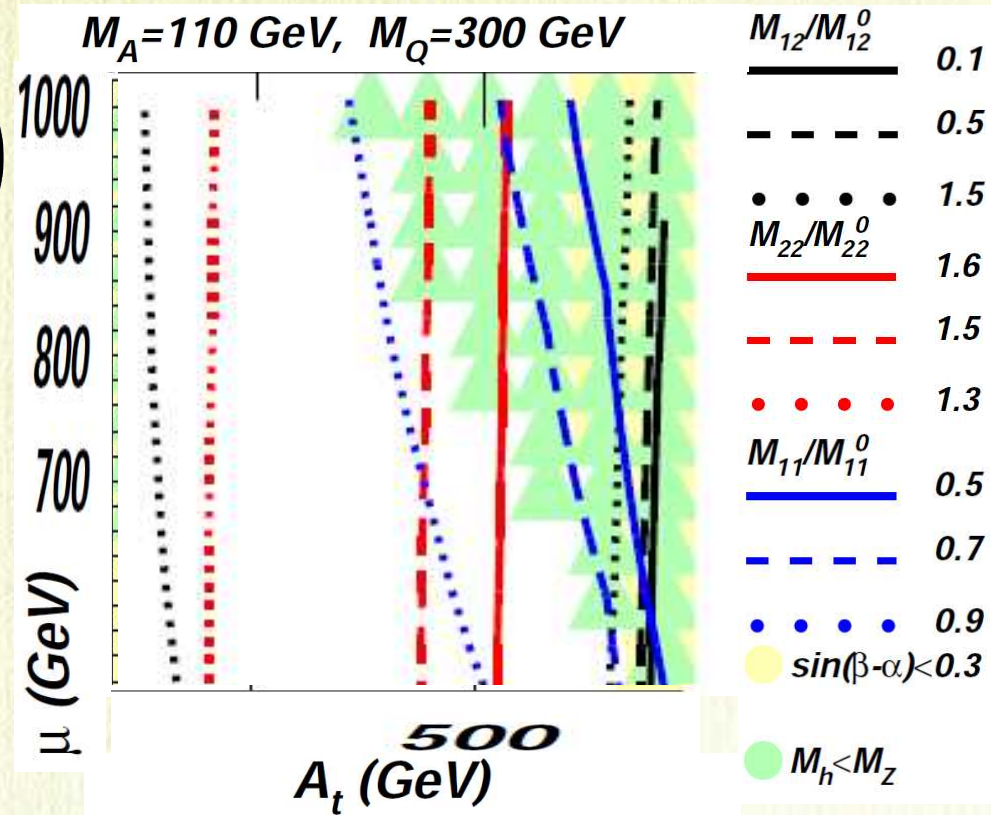 M_A=110 GeV, M_Q=300 GeV
)
1000
900
800
700
μ (GeV)
500
A_t (GeV)
M_12/M_12^0
0.1
0.5
1.5
M_22/M_22^0
1.6
1.5
1.3
M_11/M_11^0
0.5
0.7
0.9
sin(β-α)<0.3
M_h<M_Z